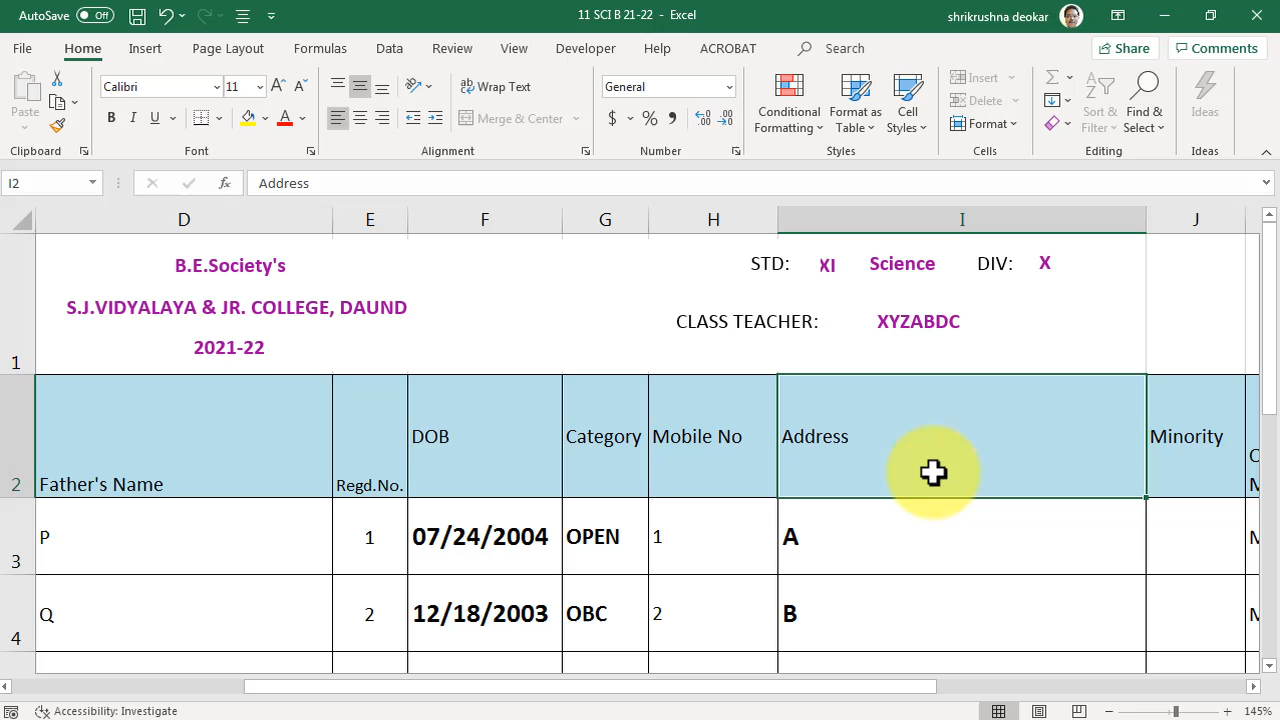 AutoSave Off 11 SCI B 21-22 - Excel shrikrushna deokar
File Home Insert Page Layout Formulas Data Review View Developer Help ACROBAT Search Share Comments
Paste Calibri 11 Wrap Text General Conditional Formatting Format as Table Cell Styles Insert Sort & Filter Find & Select Ideas
B I U A Merge & Center $ % Delete
Format
Clipboard Font Alignment Number Styles Cells Editing Ideas
I2 fx Address
D E F G H I J
B.E.Society's STD: XI Science DIV: X
S.J.VIDYALAYA & JR. COLLEGE, DAUND
CLASS TEACHER: XYZABDC
2021-22
1
DOB Category Mobile No Address Minority
2 Father's Name Regd.No.
P 1 07/24/2004 OPEN 1 A
3
Q 2 12/18/2003 OBC 2 B
4
Accessibility: Investigate 145%